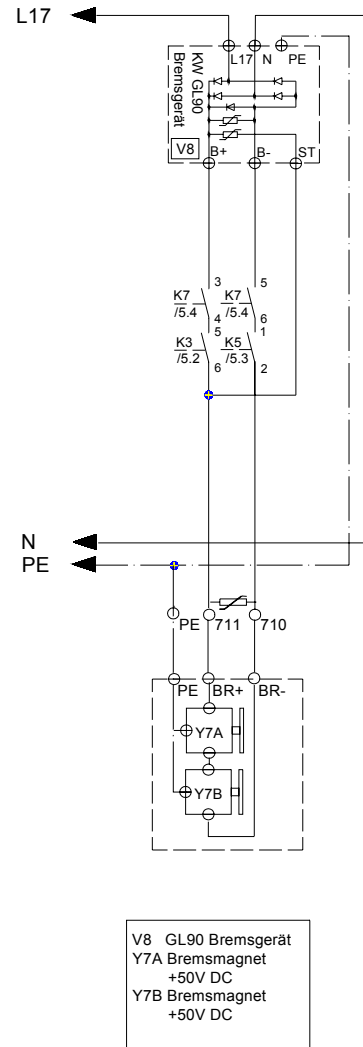 L17
L17 N PE
KW GL90
Bremsgerät
V8
B+ B- ST
3 5
K7 K7
/5.4 /5.4
4 6
5 1
K3 K5
/5.2 /5.3
6 2
N
PE
PE 711 710
PE BR+ BR-
Y7A
Y7B
V8 GL90 Bremsgerät
Y7A Bremsmagnet
+50V DC
Y7B Bremsmagnet
+50V DC